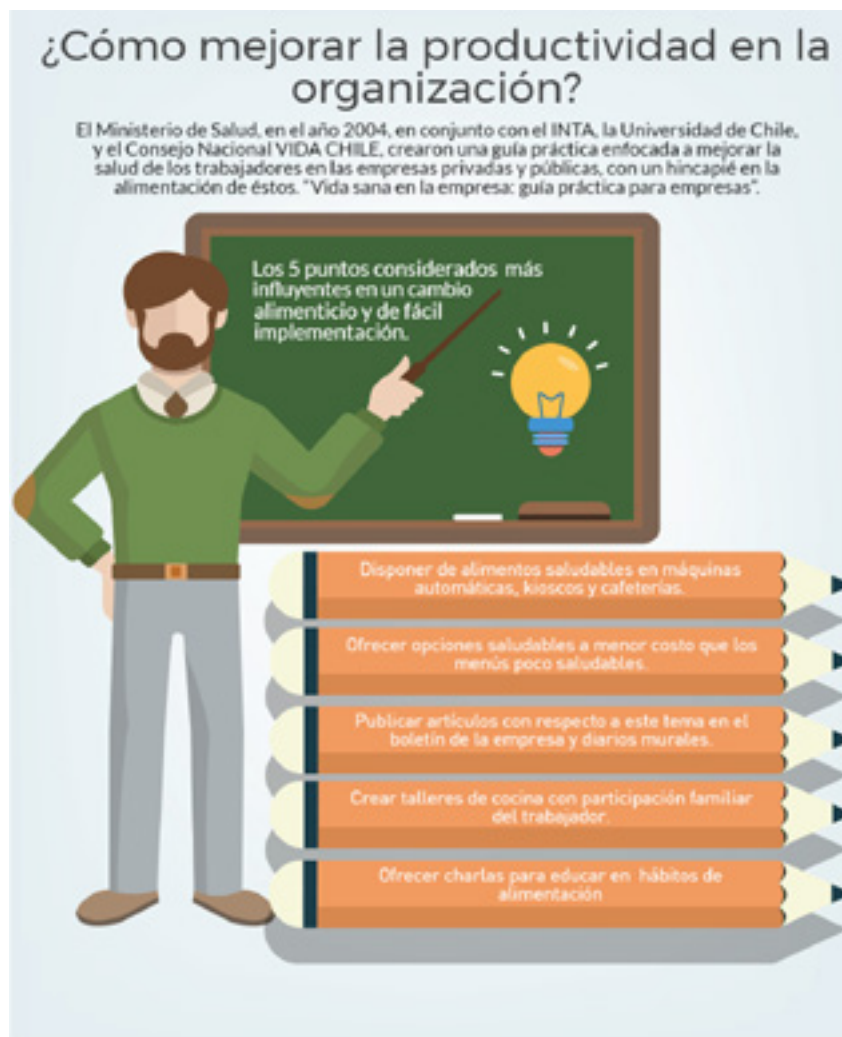 ¿Cómo mejorar la productividad en la
organización?
El Ministerio de Salud, en el año 2004, en conjunto con el INTA, la Universidad de Chile,
y el Consejo Nacional VIDA CHILE, crearon una guía práctica enfocada a mejorar la
salud de los trabajadores en las empresas privadas y públicas, con un hincapié en la
alimentación de éstos. "Vida sana en la empresa: guía práctica para empresas".
Los 5 puntos considerados más
influyentes en un cambio
alimenticio y de fácil
implementación.
Disponer de alimentos saludables en máquinas
automáticas, kioscos y cafeterías.
Ofrecer opciones saludables a menor costo que los
menús poco saludables.
Publicar artículos con respecto a este tema en el
boletín de la empresa y diarios murales.
Crear talleres de cocina con participación familiar
del trabajador.
Ofrecer charlas para educar en hábitos de
alimentación